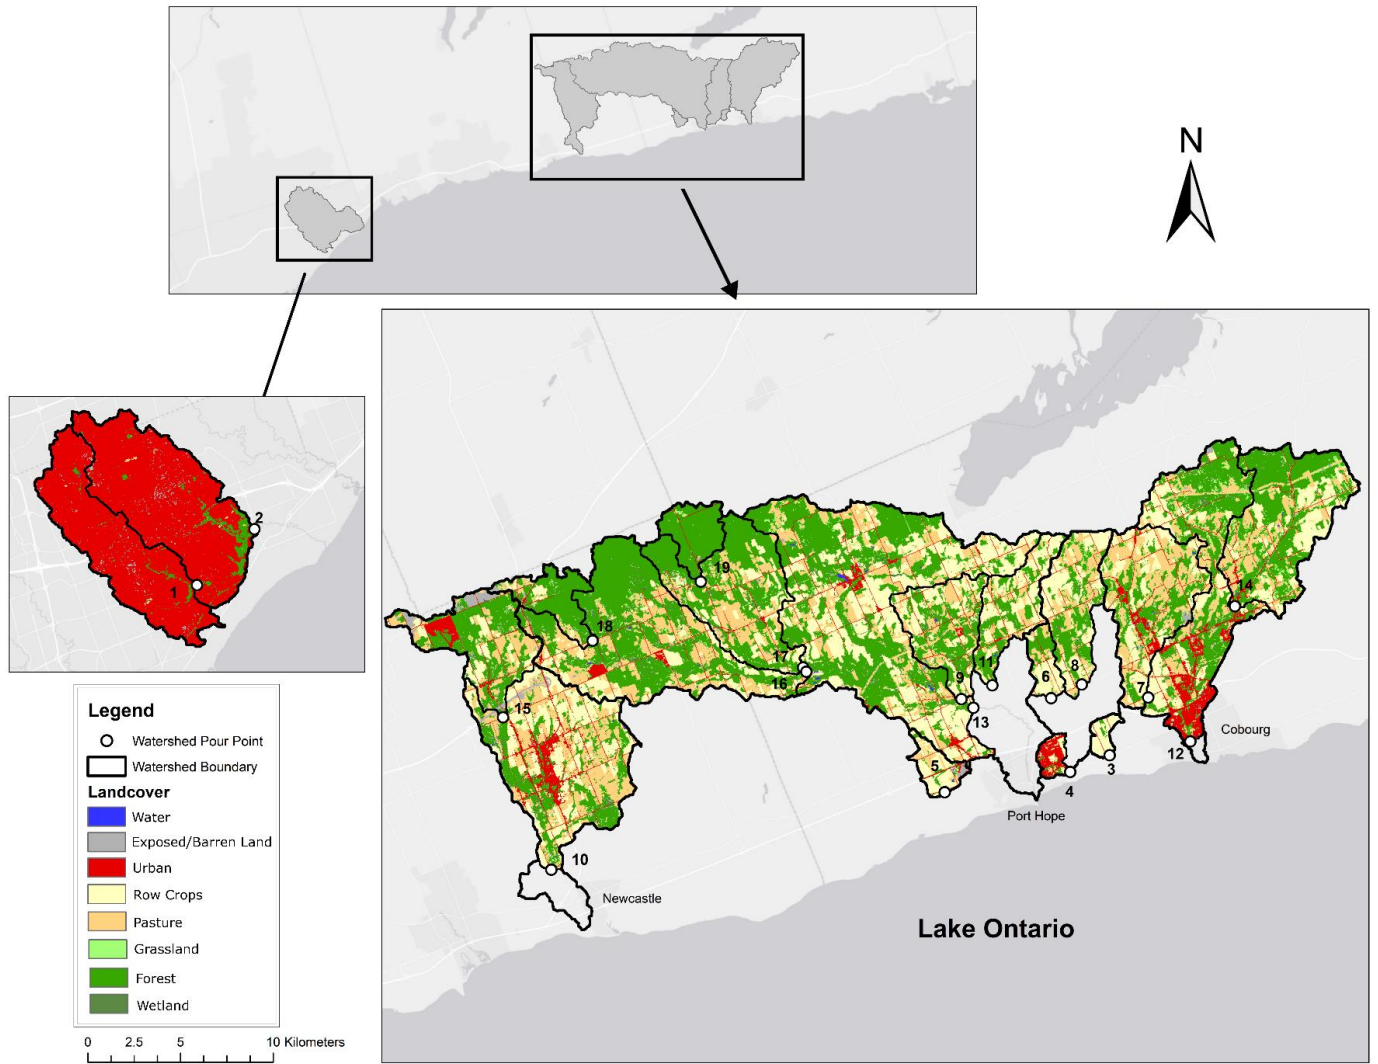 N
2
1
19
18
17
16
15
14
11
9
13
6
8
7
5
4
3
12
10
Cobourg
Port Hope
Newcastle
Lake Ontario
Legend
Watershed Pour Point
Watershed Boundary
Landcover
Water
Exposed/Barren Land
Urban
Row Crops
Pasture
Grassland
Forest
Wetland
0 2.5 5 10 Kilometers